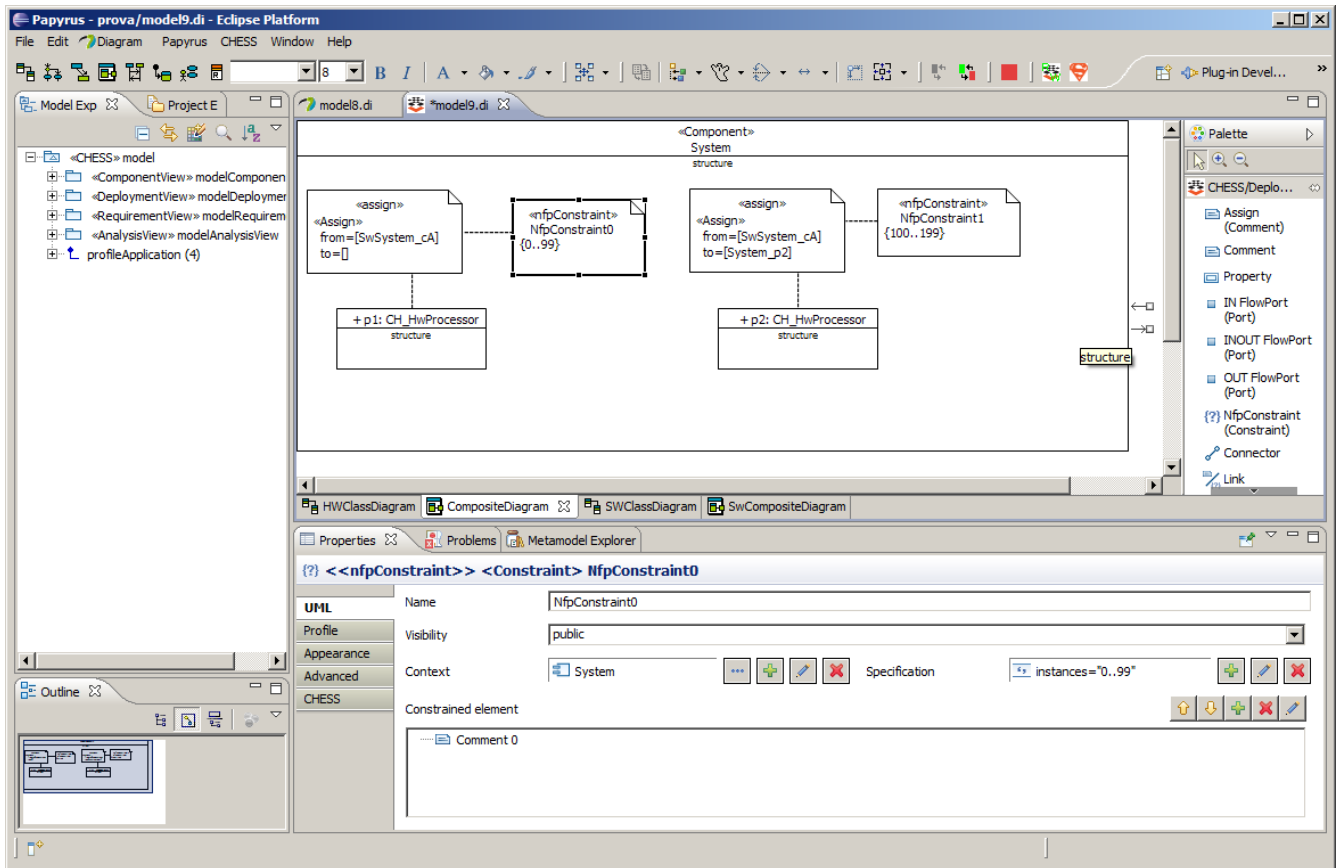 Papyrus - prova/model9.di - Eclipse Platform
File Edit Diagram Papyrus CHESS Window Help
8 B I A Plug-in Devel... »
Model Exp Project E
«CHESS» model
«ComponentView» modelComponen
«DeploymentView» modelDeploymer
«RequirementView» modelRequirem
«AnalysisView» modelAnalysisView
profileApplication (4)
model8.di *model9.di
«Component»
System
structure
«assign»
«Assign»
from=[SwSystem_cA]
to=[]
«nfpConstraint»
NfpConstraint0
{0..99}
«assign»
«Assign»
from=[SwSystem_cA]
to=[System_p2]
«nfpConstraint»
NfpConstraint1
{100..199}
+ p1: CH_HwProcessor
structure
+ p2: CH_HwProcessor
structure
structure
Palette
CHESS/Deplo...
Assign
(Comment)
Comment
Property
IN FlowPort
(Port)
INOUT FlowPort
(Port)
OUT FlowPort
(Port)
{?} NfpConstraint
(Constraint)
Connector
Link
HWClassDiagram CompositeDiagram SWClassDiagram SwCompositeDiagram
Properties Problems Metamodel Explorer
{?} <<nfpConstraint>> <Constraint> NfpConstraint0
UML
Profile
Appearance
Advanced
CHESS
Name NfpConstraint0
Visibility public
Context System Specification instances="0..99"
Constrained element
Comment 0
Outline